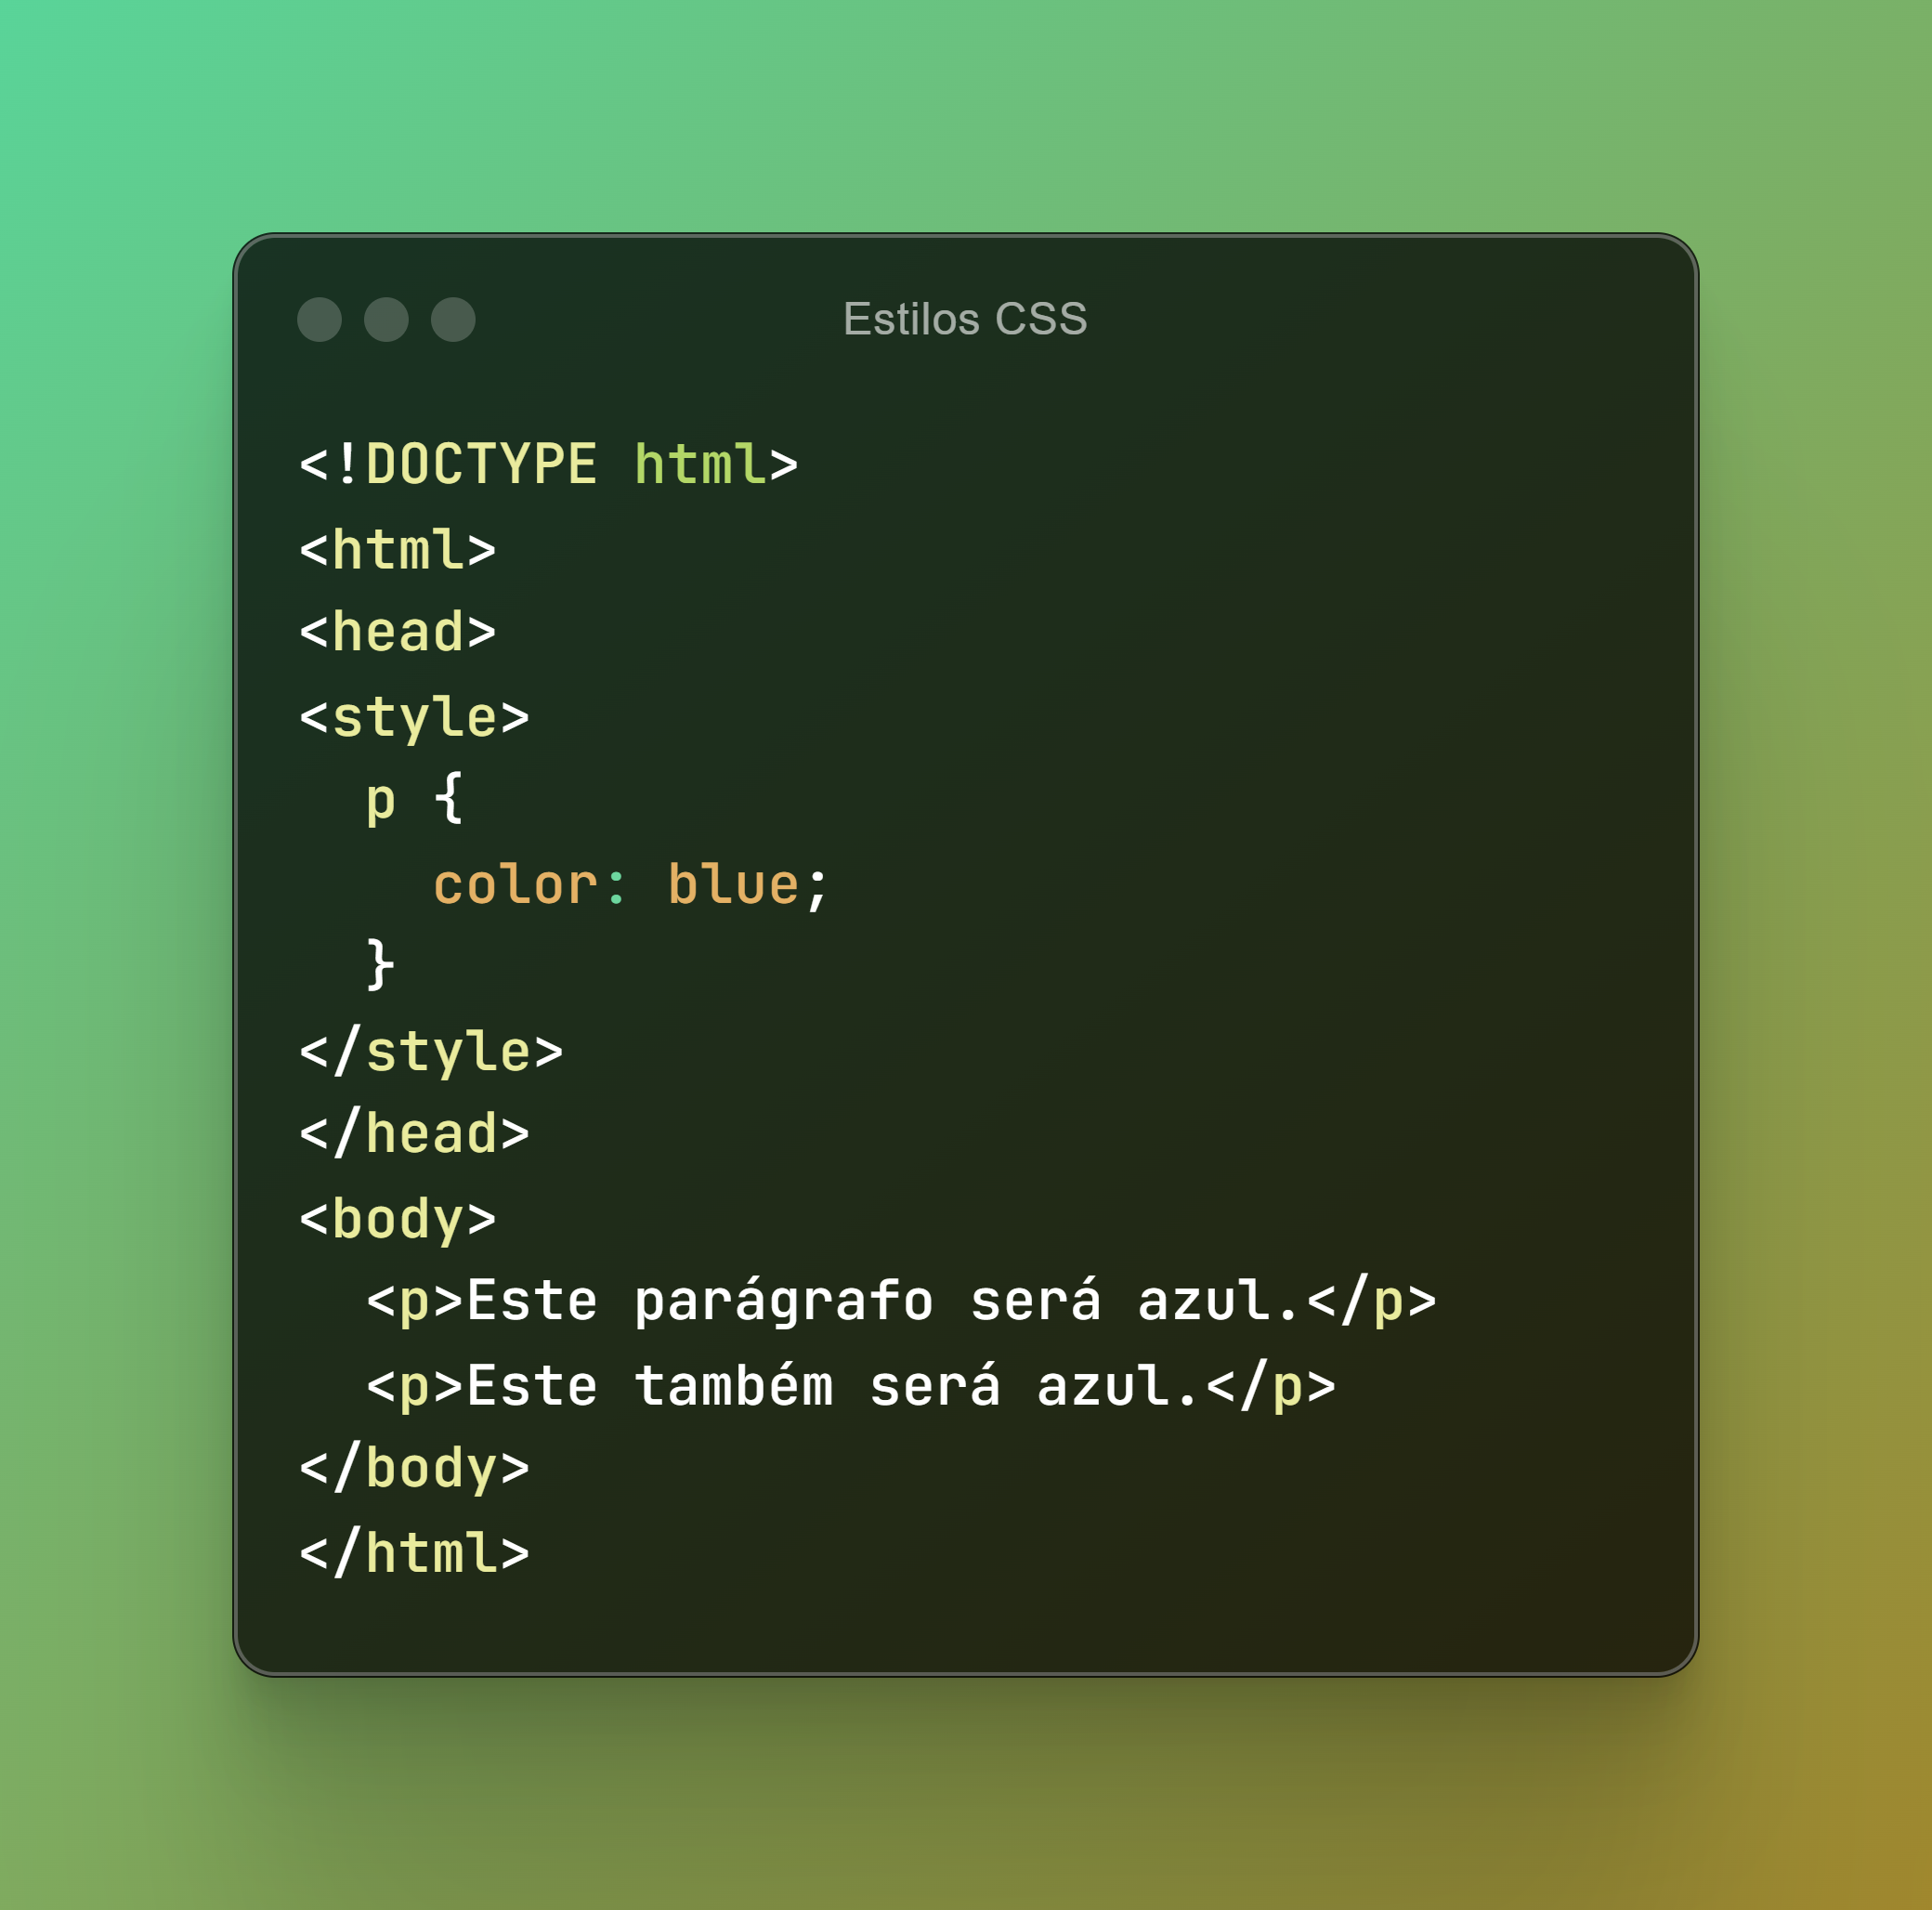 Estilos CSS
<!DOCTYPE html>
<html>
<head>
<style>
  p {
    color: blue;
  }
</style>
</head>
<body>
  <p>Este parágrafo será azul.</p>
  <p>Este também será azul.</p>
</body>
</html>